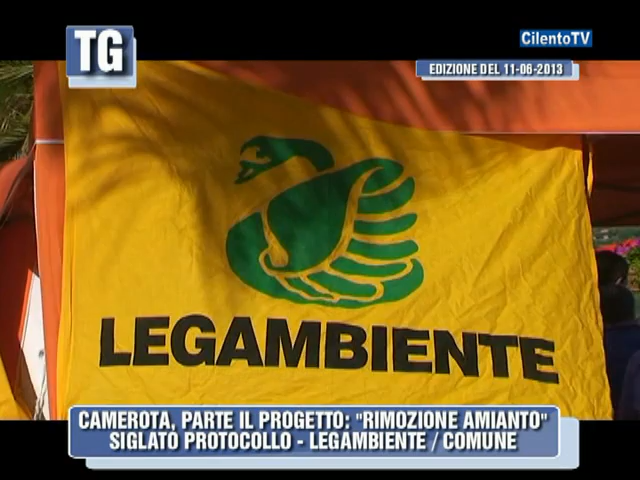 TG
CilentoTV
EDIZIONE DEL 11-06-2013
LEGAMBIENTE
CAMEROTA, PARTE IL PROGETTO: "RIMOZIONE AMIANTO"
SIGLATO PROTOCOLLO - LEGAMBIENTE / COMUNE